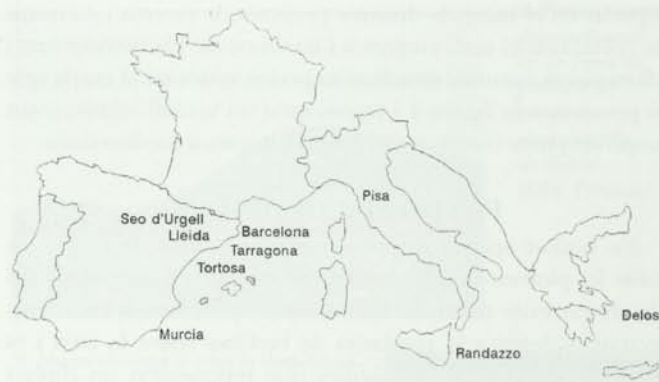 Pisa
Seo d'Urgell
Lleida
Barcelona
Tarragona
Tortosa
Delos
Murcia
Randazzo